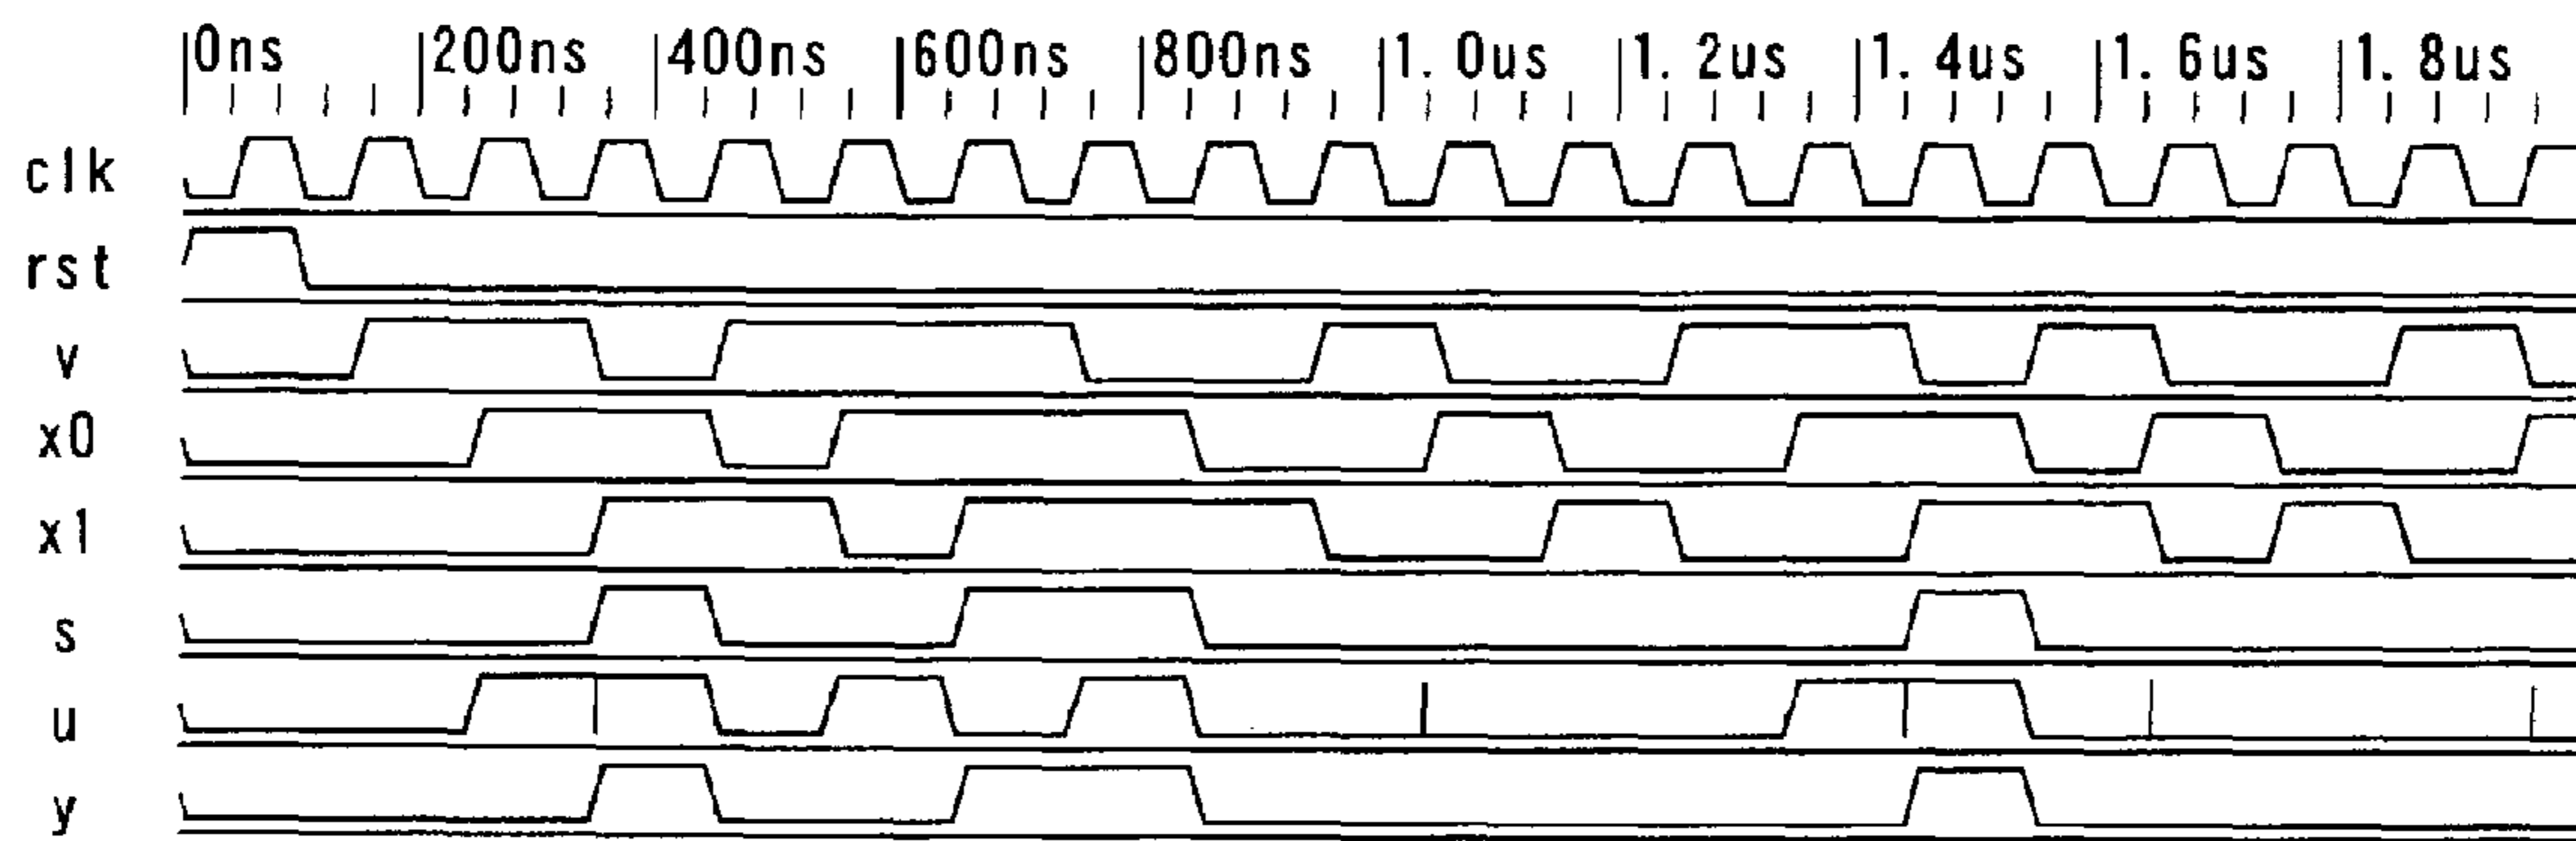 0ns 200ns 400ns 600ns 800ns 1. 0us 1. 2us 1. 4us 1. 6us 1. 8us
clk
rst
v
x0
x1
s
u
y